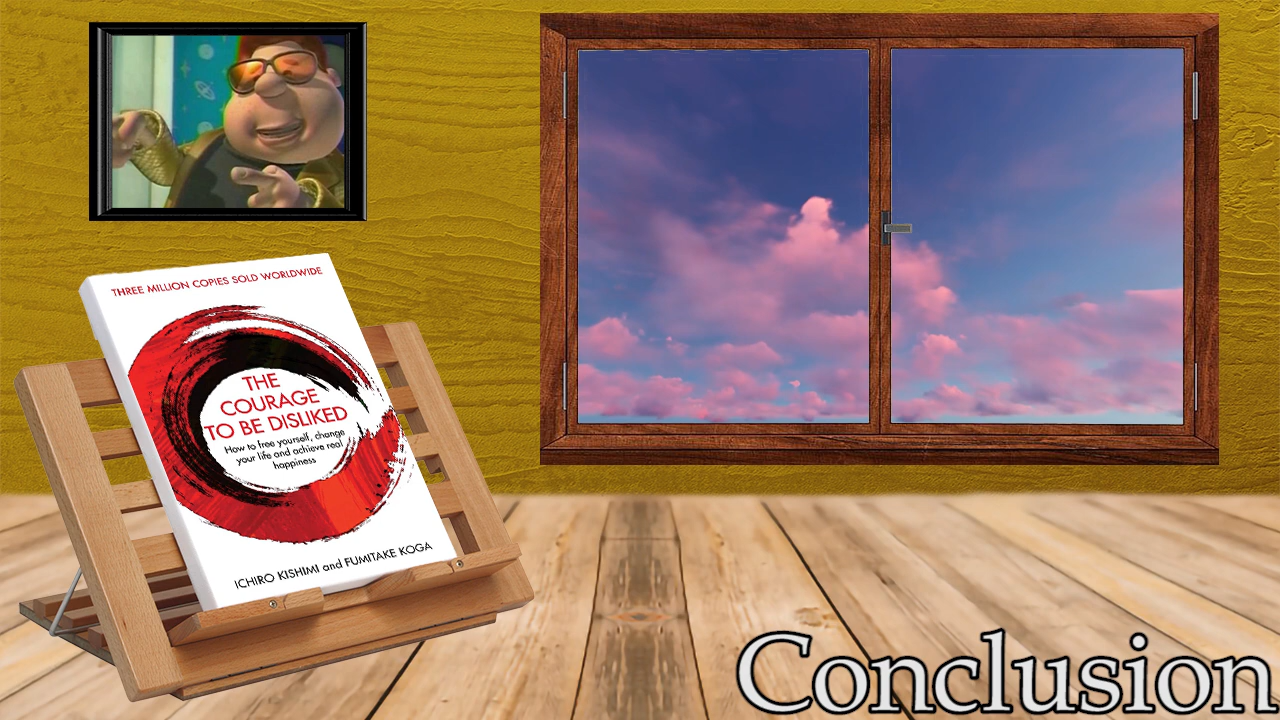 THREE MILLION COPIES SOLD WORLDWIDE
THE
COURAGE
TO BE DISLIKED
How to free yourself, change
your life and achieve real
happiness
ICHIRO KISHIMI and FUMITAKE KOGA
Conclusion